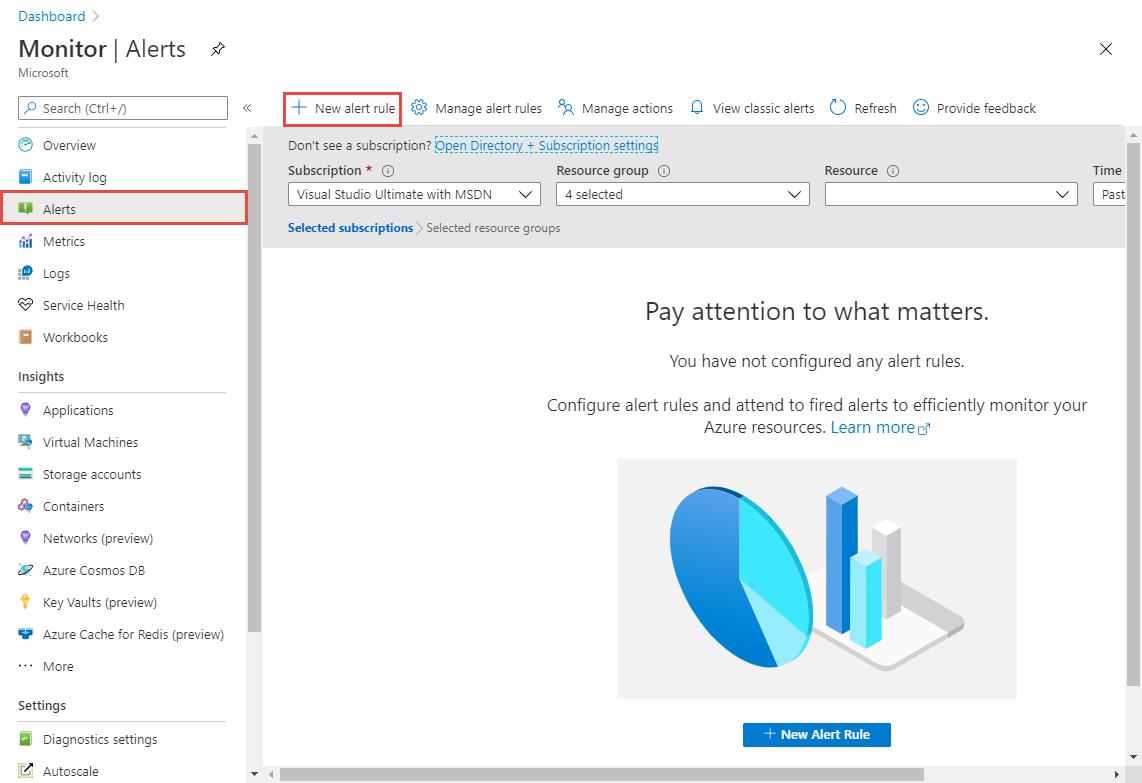 Dashboard
Monitor | Alerts
Microsoft
Search (Ctrl+/)
Overview
Activity log
Alerts
Metrics
Logs
Service Health
Workbooks
Insights
Applications
Virtual Machines
Storage accounts
Containers
Networks (preview)
Azure Cosmos DB
Key Vaults (preview)
Azure Cache for Redis (preview)
More
Settings
Diagnostics settings
Autoscale
New alert rule Manage alert rules Manage actions View classic alerts Refresh Provide feedback
Don't see a subscription? Open Directory + Subscription settings
Subscription * Resource group Resource Time
Visual Studio Ultimate with MSDN 4 selected Past
Selected subscriptions Selected resource groups
Pay attention to what matters.
You have not configured any alert rules.
Configure alert rules and attend to fired alerts to efficiently monitor your
Azure resources. Learn more
New Alert Rule